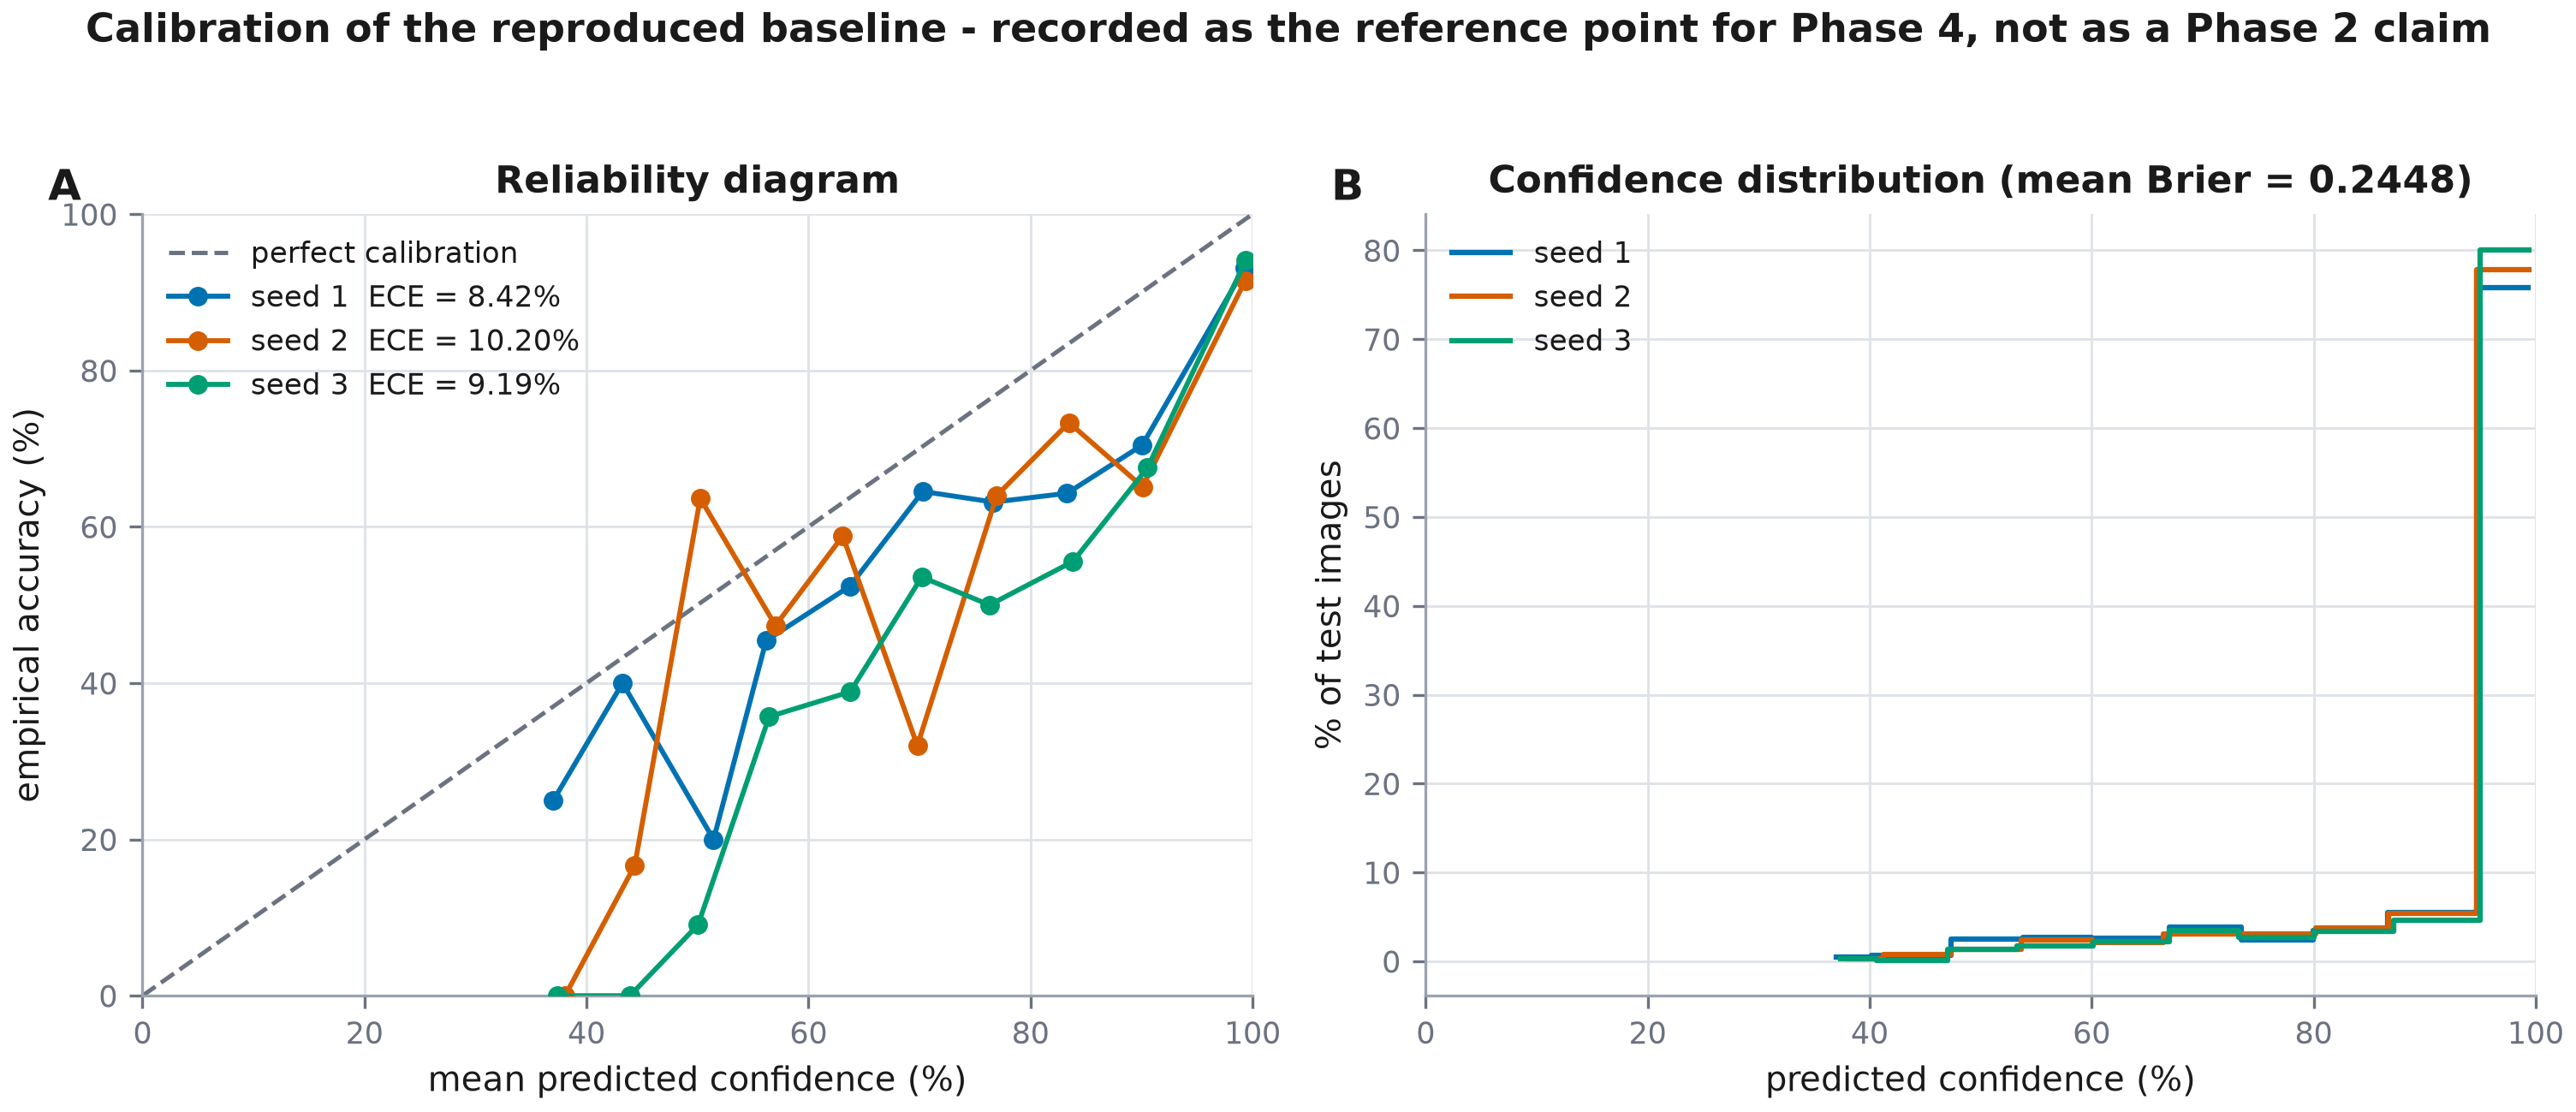 Calibration of the reproduced baseline - recorded as the reference point for Phase 4, not as a Phase 2 claim
A
Reliability diagram
perfect calibration
seed 1 ECE = 8.42%
seed 2 ECE = 10.20%
seed 3 ECE = 9.19%
empirical accuracy (%)
100
80
60
40
20
0
0 20 40 60 80 100
mean predicted confidence (%)
B
Confidence distribution (mean Brier = 0.2448)
seed 1
seed 2
seed 3
% of test images
80
70
60
50
40
30
20
10
0
0 20 40 60 80 100
predicted confidence (%)